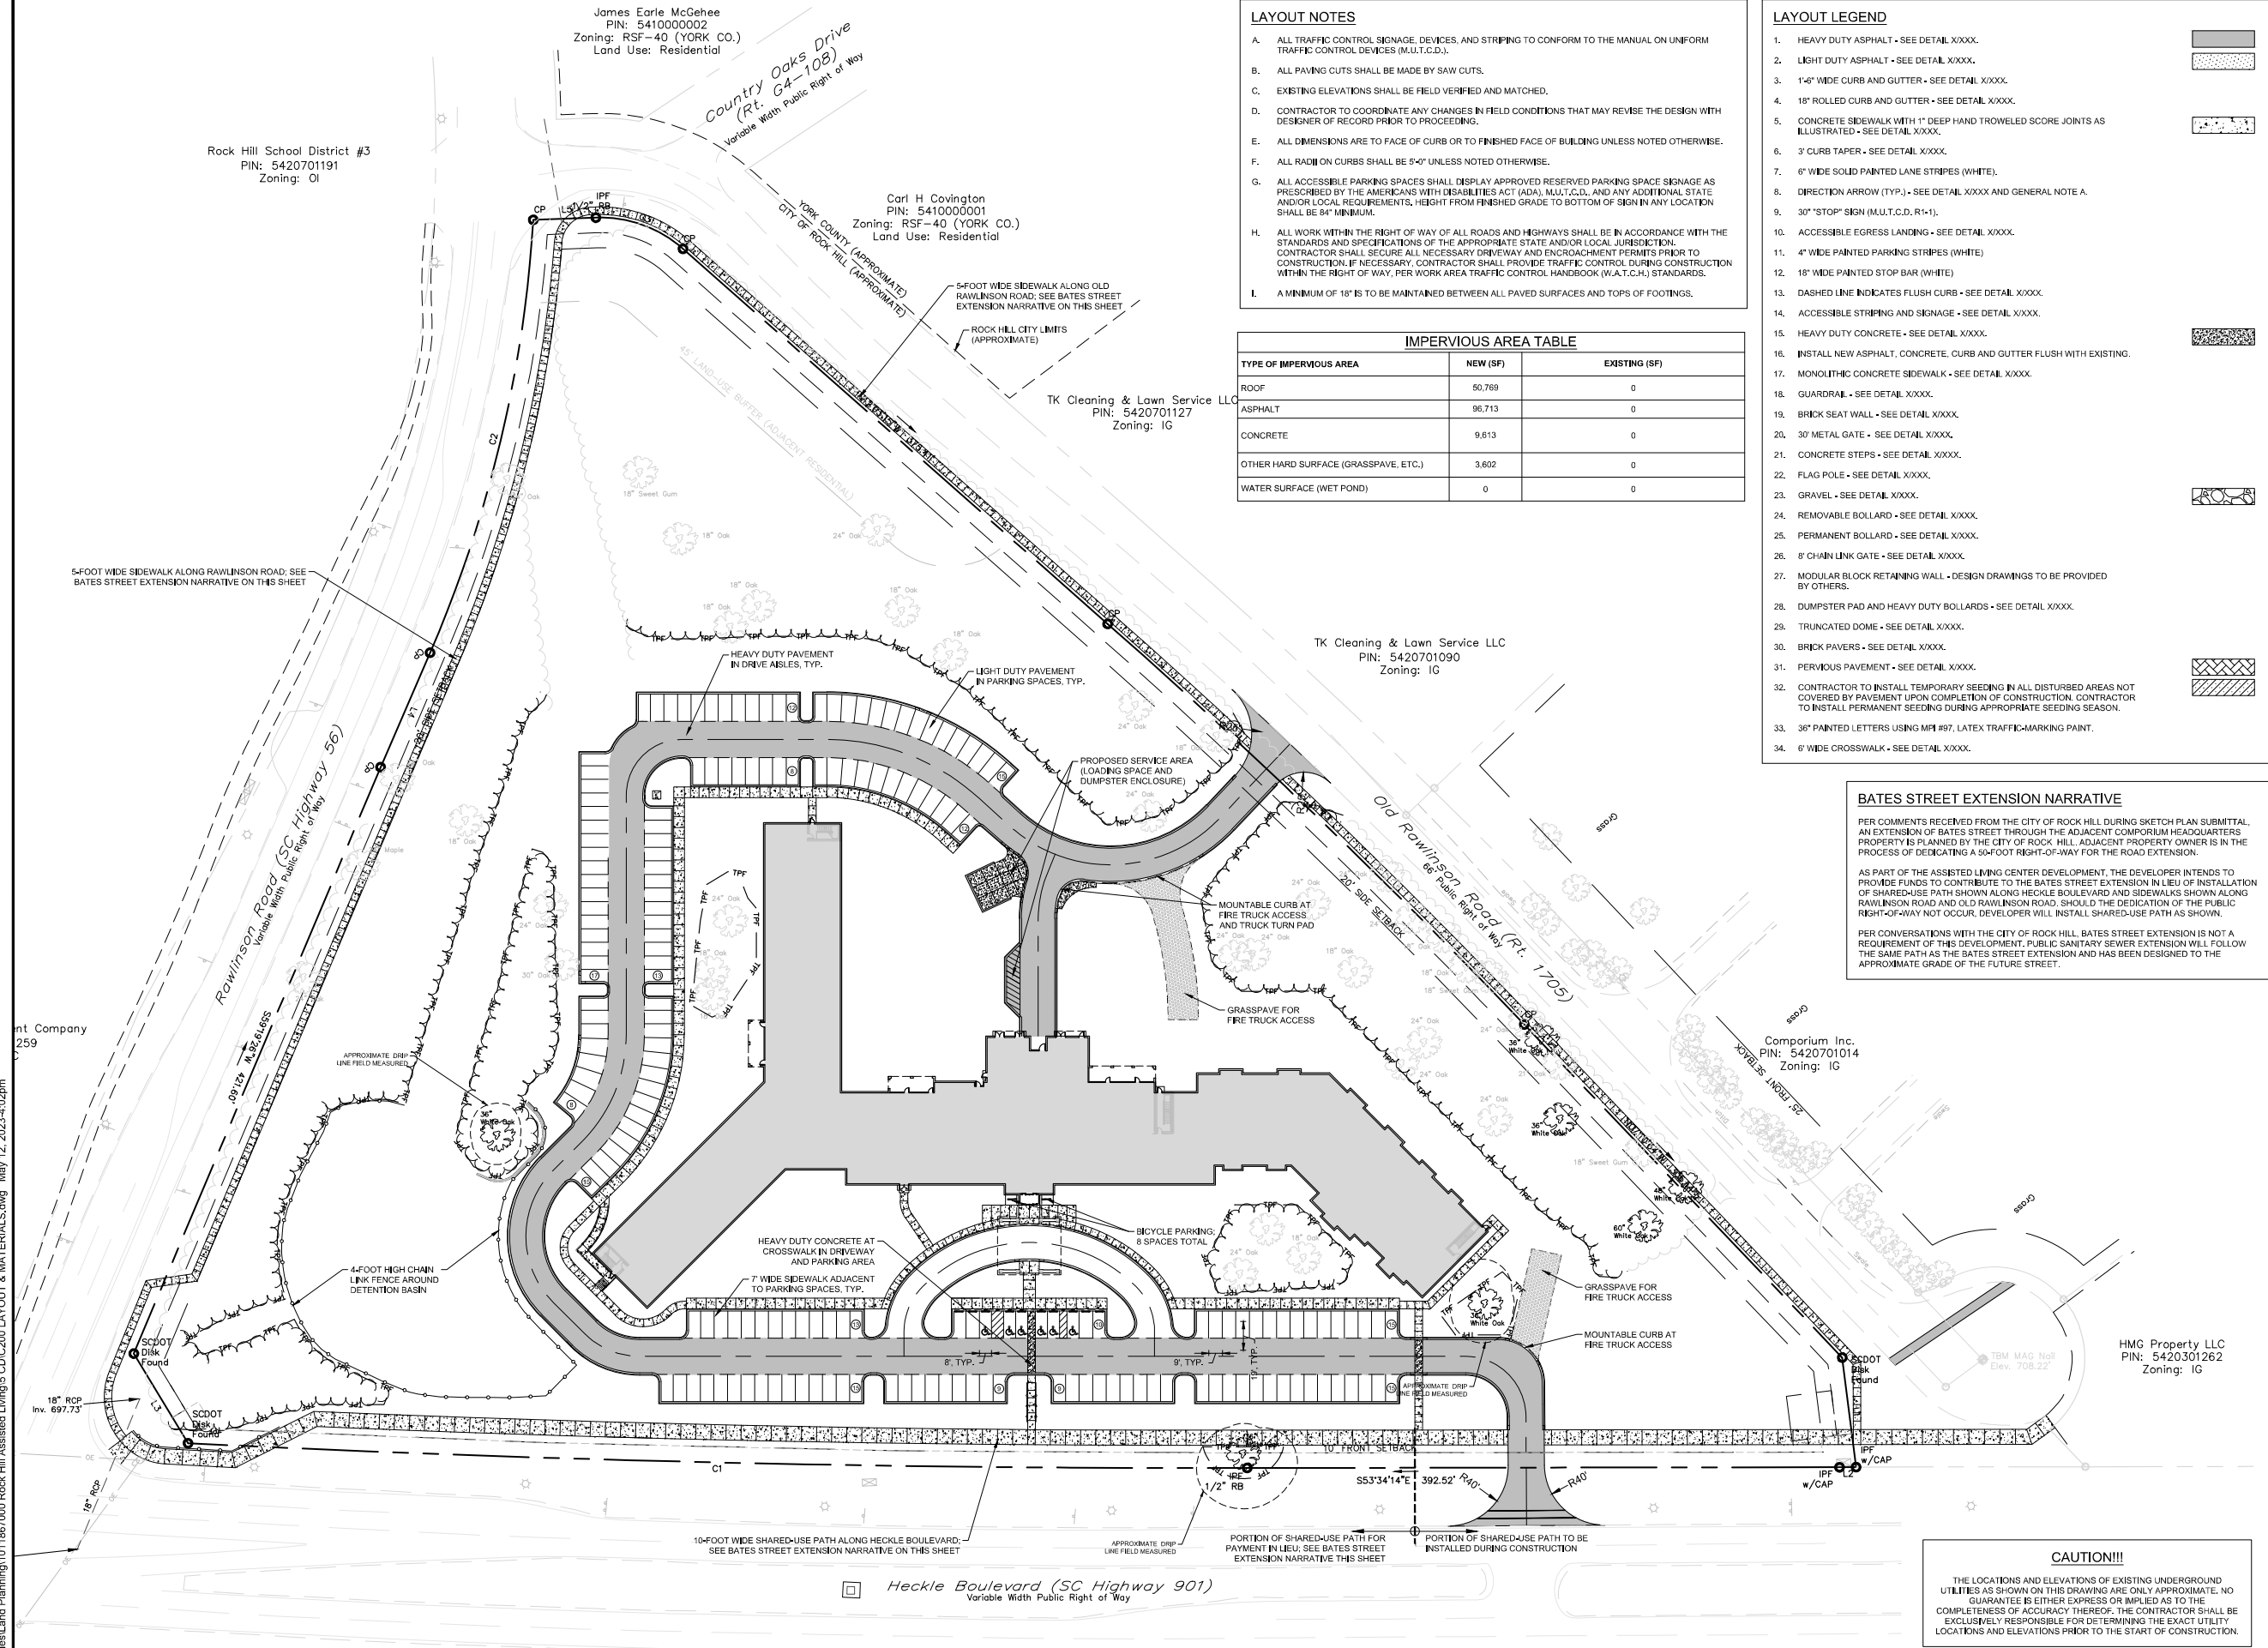 James Earle McGehee
PIN: 5410000002
Zoning: RSF-40 (YORK CO.)
Land Use: Residential
Country Oaks Drive
(Rt. G4-108)
Variable Width Public Right of Way
Rock Hill School District #3
PIN: 5420701191
Zoning: OI
Carl H Covington
PIN: 5410000001
Zoning: RSF-40 (YORK CO.)
Land Use: Residential
YORK COUNTY (APPROXIMATE)
CITY OF ROCK HILL (APPROXIMATE)
5-FOOT WIDE SIDEWALK ALONG OLD
RAWLINSON ROAD; SEE BATES STREET
EXTENSION NARRATIVE ON THIS SHEET
ROCK HILL CITY LIMITS
(APPROXIMATE)
45' LAND-USE BUFFER (ADJACENT RESIDENTIAL)
TK Cleaning & Lawn Service LLC
PIN: 5420701127
Zoning: IG
5-FOOT WIDE SIDEWALK ALONG RAWLINSON ROAD; SEE
BATES STREET EXTENSION NARRATIVE ON THIS SHEET
HEAVY DUTY PAVEMENT
IN DRIVE AISLES, TYP.
LIGHT DUTY PAVEMENT
IN PARKING SPACES, TYP.
TK Cleaning & Lawn Service LLC
PIN: 5420701090
Zoning: IG
PROPOSED SERVICE AREA
(LOADING SPACE AND
DUMPSTER ENCLOSURE)
Rawlinson Road (SC Highway 56)
Variable Width Public Right of Way
Old Rawlinson Road (Rt. 1705)
66' Public Right of Way
20' SIDE SETBACK
MOUNTABLE CURB AT
FIRE TRUCK ACCESS
AND TRUCK TURN PAD
GRASSPAVE FOR
FIRE TRUCK ACCESS
S59°19'26"W 421.60'
APPROXIMATE DRIP
LINE FIELD MEASURED
36"
White Oak
Comporium Inc.
PIN: 5420701014
Zoning: IG
25' FRONT SETBACK
BICYCLE PARKING;
8 SPACES TOTAL
HEAVY DUTY CONCRETE AT
CROSSWALK IN DRIVEWAY
AND PARKING AREA
7' WIDE SIDEWALK ADJACENT
TO PARKING SPACES, TYP.
4-FOOT HIGH CHAIN
LINK FENCE AROUND
DETENTION BASIN
GRASSPAVE FOR
FIRE TRUCK ACCESS
MOUNTABLE CURB AT
FIRE TRUCK ACCESS
8', TYP.
9', TYP.
SCDOT
Disk
Found
18" RCP
Inv. 697.73'
L3
SCDOT
Disk
Found
18" RCP
C1
C2
L4
TBM MAG Nail
Elev. 708.22'
HMG Property LLC
PIN: 5420301262
Zoning: IG
SCDOT
Disk
Found
10' FRONT SETBACK
IPF
1/2" RB
S53°34'14"E 392.52'
R40'
R40'
IPF
w/CAP
L2
IPF
w/CAP
10-FOOT WIDE SHARED-USE PATH ALONG HECKLE BOULEVARD;
SEE BATES STREET EXTENSION NARRATIVE ON THIS SHEET
APPROXIMATE DRIP
LINE FIELD MEASURED
PORTION OF SHARED-USE PATH FOR
PAYMENT IN LIEU; SEE BATES STREET
EXTENSION NARRATIVE THIS SHEET
PORTION OF SHARED-USE PATH TO BE
INSTALLED DURING CONSTRUCTION
Heckle Boulevard (SC Highway 901)
Variable Width Public Right of Way
LAYOUT NOTES
A. ALL TRAFFIC CONTROL SIGNAGE, DEVICES, AND STRIPING TO CONFORM TO THE MANUAL ON UNIFORM
TRAFFIC CONTROL DEVICES (M.U.T.C.D.).
B. ALL PAVING CUTS SHALL BE MADE BY SAW CUTS.
C. EXISTING ELEVATIONS SHALL BE FIELD VERIFIED AND MATCHED.
D. CONTRACTOR TO COORDINATE ANY CHANGES IN FIELD CONDITIONS THAT MAY REVISE THE DESIGN WITH
DESIGNER OF RECORD PRIOR TO PROCEEDING.
E. ALL DIMENSIONS ARE TO FACE OF CURB OR TO FINISHED FACE OF BUILDING UNLESS NOTED OTHERWISE.
F. ALL RADII ON CURBS SHALL BE 5'-0" UNLESS NOTED OTHERWISE.
G. ALL ACCESSIBLE PARKING SPACES SHALL DISPLAY APPROVED RESERVED PARKING SPACE SIGNAGE AS
PRESCRIBED BY THE AMERICANS WITH DISABILITIES ACT (ADA), M.U.T.C.D., AND ANY ADDITIONAL STATE
AND/OR LOCAL REQUIREMENTS. HEIGHT FROM FINISHED GRADE TO BOTTOM OF SIGN IN ANY LOCATION
SHALL BE 84" MINIMUM.
H. ALL WORK WITHIN THE RIGHT OF WAY OF ALL ROADS AND HIGHWAYS SHALL BE IN ACCORDANCE WITH THE
STANDARDS AND SPECIFICATIONS OF THE APPROPRIATE STATE AND/OR LOCAL JURISDICTION.
CONTRACTOR SHALL SECURE ALL NECESSARY DRIVEWAY AND ENCROACHMENT PERMITS PRIOR TO
CONSTRUCTION. IF NECESSARY, CONTRACTOR SHALL PROVIDE TRAFFIC CONTROL DURING CONSTRUCTION
WITHIN THE RIGHT OF WAY, PER WORK AREA TRAFFIC CONTROL HANDBOOK (W.A.T.C.H.) STANDARDS.
I. A MINIMUM OF 18" IS TO BE MAINTAINED BETWEEN ALL PAVED SURFACES AND TOPS OF FOOTINGS.
IMPERVIOUS AREA TABLE
TYPE OF IMPERVIOUS AREA NEW (SF) EXISTING (SF)
ROOF 50,769 0
ASPHALT 96,713 0
CONCRETE 9,613 0
OTHER HARD SURFACE (GRASSPAVE, ETC.) 3,602 0
WATER SURFACE (WET POND) 0 0
LAYOUT LEGEND
1. HEAVY DUTY ASPHALT - SEE DETAIL X/XXX.
2. LIGHT DUTY ASPHALT - SEE DETAIL X/XXX.
3. 1'-6" WIDE CURB AND GUTTER - SEE DETAIL X/XXX.
4. 18" ROLLED CURB AND GUTTER - SEE DETAIL X/XXX.
5. CONCRETE SIDEWALK WITH 1" DEEP HAND TROWELED SCORE JOINTS AS
ILLUSTRATED - SEE DETAIL X/XXX.
6. 3' CURB TAPER - SEE DETAIL X/XXX.
7. 6" WIDE SOLID PAINTED LANE STRIPES (WHITE).
8. DIRECTION ARROW (TYP.) - SEE DETAIL X/XXX AND GENERAL NOTE A.
9. 30" "STOP" SIGN (M.U.T.C.D. R1-1).
10. ACCESSIBLE EGRESS LANDING - SEE DETAIL X/XXX.
11. 4" WIDE PAINTED PARKING STRIPES (WHITE)
12. 18" WIDE PAINTED STOP BAR (WHITE)
13. DASHED LINE INDICATES FLUSH CURB - SEE DETAIL X/XXX.
14. ACCESSIBLE STRIPING AND SIGNAGE - SEE DETAIL X/XXX.
15. HEAVY DUTY CONCRETE - SEE DETAIL X/XXX.
16. INSTALL NEW ASPHALT, CONCRETE, CURB AND GUTTER FLUSH WITH EXISTING.
17. MONOLITHIC CONCRETE SIDEWALK - SEE DETAIL X/XXX.
18. GUARDRAIL - SEE DETAIL X/XXX.
19. BRICK SEAT WALL - SEE DETAIL X/XXX.
20. 30' METAL GATE - SEE DETAIL X/XXX.
21. CONCRETE STEPS - SEE DETAIL X/XXX.
22. FLAG POLE - SEE DETAIL X/XXX.
23. GRAVEL - SEE DETAIL X/XXX.
24. REMOVABLE BOLLARD - SEE DETAIL X/XXX.
25. PERMANENT BOLLARD - SEE DETAIL X/XXX.
26. 8' CHAIN LINK GATE - SEE DETAIL X/XXX.
27. MODULAR BLOCK RETAINING WALL - DESIGN DRAWINGS TO BE PROVIDED
BY OTHERS.
28. DUMPSTER PAD AND HEAVY DUTY BOLLARDS - SEE DETAIL X/XXX.
29. TRUNCATED DOME - SEE DETAIL X/XXX.
30. BRICK PAVERS - SEE DETAIL X/XXX.
31. PERVIOUS PAVEMENT - SEE DETAIL X/XXX.
32. CONTRACTOR TO INSTALL TEMPORARY SEEDING IN ALL DISTURBED AREAS NOT
COVERED BY PAVEMENT UPON COMPLETION OF CONSTRUCTION. CONTRACTOR
TO INSTALL PERMANENT SEEDING DURING APPROPRIATE SEEDING SEASON.
33. 36" PAINTED LETTERS USING MPI #97, LATEX TRAFFIC-MARKING PAINT.
34. 6' WIDE CROSSWALK - SEE DETAIL X/XXX.
BATES STREET EXTENSION NARRATIVE
PER COMMENTS RECEIVED FROM THE CITY OF ROCK HILL DURING SKETCH PLAN SUBMITTAL,
AN EXTENSION OF BATES STREET THROUGH THE ADJACENT COMPORIUM HEADQUARTERS
PROPERTY IS PLANNED BY THE CITY OF ROCK HILL. ADJACENT PROPERTY OWNER IS IN THE
PROCESS OF DEDICATING A 50-FOOT RIGHT-OF-WAY FOR THE ROAD EXTENSION.
AS PART OF THE ASSISTED LIVING CENTER DEVELOPMENT, THE DEVELOPER INTENDS TO
PROVIDE FUNDS TO CONTRIBUTE TO THE BATES STREET EXTENSION IN LIEU OF INSTALLATION
OF SHARED-USE PATH SHOWN ALONG HECKLE BOULEVARD AND SIDEWALKS SHOWN ALONG
RAWLINSON ROAD AND OLD RAWLINSON ROAD. SHOULD THE DEDICATION OF THE PUBLIC
RIGHT-OF-WAY NOT OCCUR, DEVELOPER WILL INSTALL SHARED-USE PATH AS SHOWN.
PER CONVERSATIONS WITH THE CITY OF ROCK HILL, BATES STREET EXTENSION IS NOT A
REQUIREMENT OF THIS DEVELOPMENT. PUBLIC SANITARY SEWER EXTENSION WILL FOLLOW
THE SAME PATH AS THE BATES STREET EXTENSION AND HAS BEEN DESIGNED TO THE
APPROXIMATE GRADE OF THE FUTURE STREET.
CAUTION!!!
THE LOCATIONS AND ELEVATIONS OF EXISTING UNDERGROUND
UTILITIES AS SHOWN ON THIS DRAWING ARE ONLY APPROXIMATE. NO
GUARANTEE IS EITHER EXPRESS OR IMPLIED AS TO THE
COMPLETENESS OF ACCURACY THEREOF. THE CONTRACTOR SHALL BE
EXCLUSIVELY RESPONSIBLE FOR DETERMINING THE EXACT UTILITY
LOCATIONS AND ELEVATIONS PRIOR TO THE START OF CONSTRUCTION.